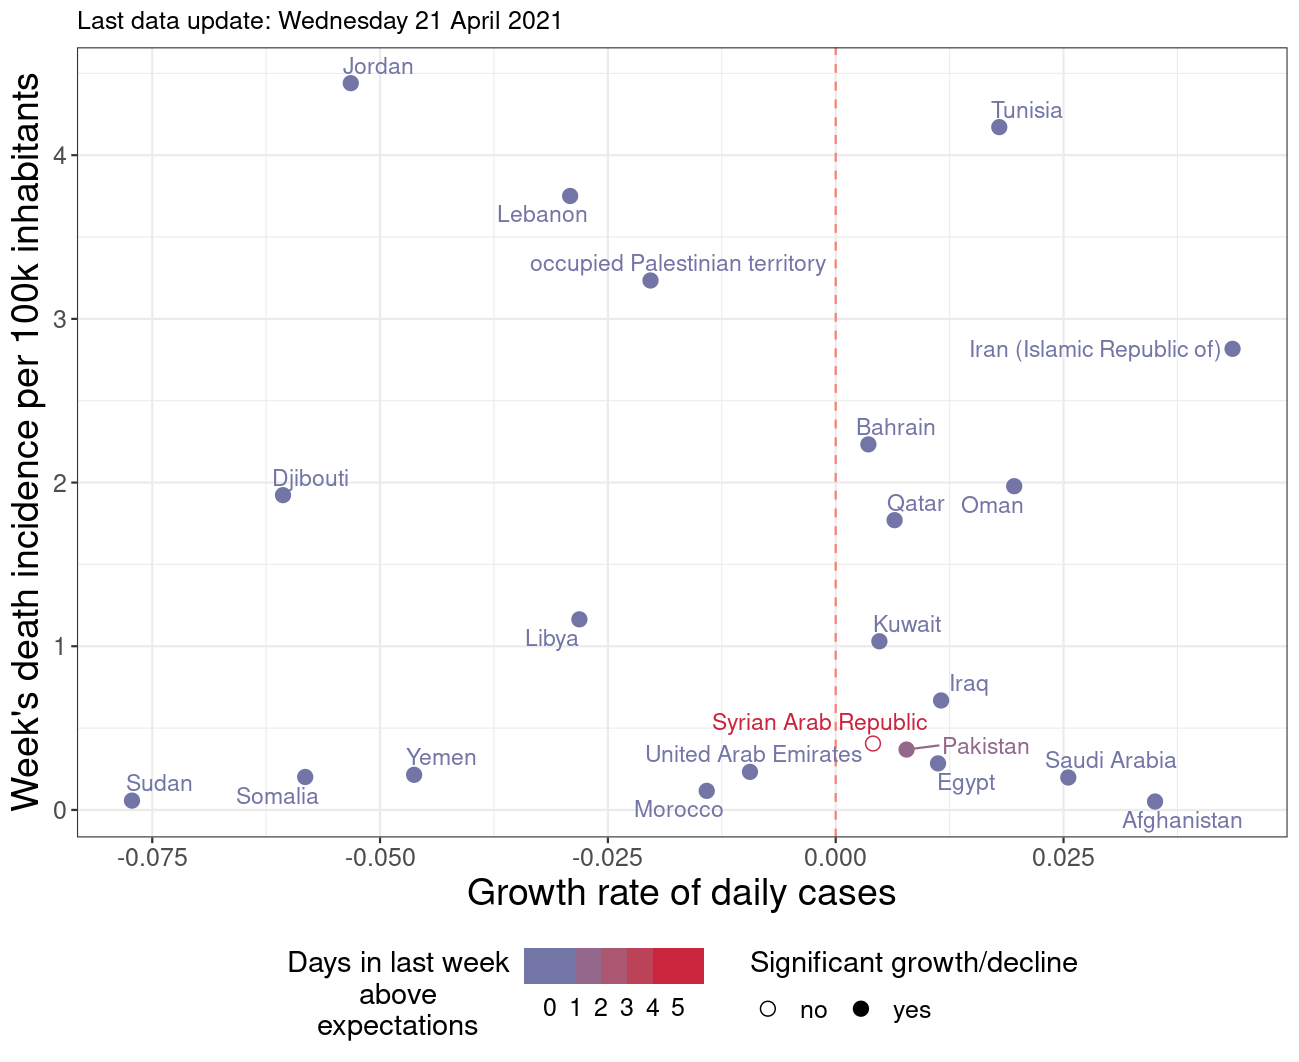 Last data update: Wednesday 21 April 2021
Week's death incidence per 100k inhabitants
4
3
2
1
0
Jordan
Tunisia
Lebanon
occupied Palestinian territory
Iran (Islamic Republic of)
Bahrain
Djibouti
Qatar
Oman
Libya
Kuwait
Iraq
Syrian Arab Republic
Pakistan
United Arab Emirates
Yemen
Saudi Arabia
Sudan
Egypt
Somalia
Morocco
Afghanistan
-0.075 -0.050 -0.025 0.000 0.025
Growth rate of daily cases
Days in last week
above
expectations
0 1 2 3 4 5
Significant growth/decline
no yes